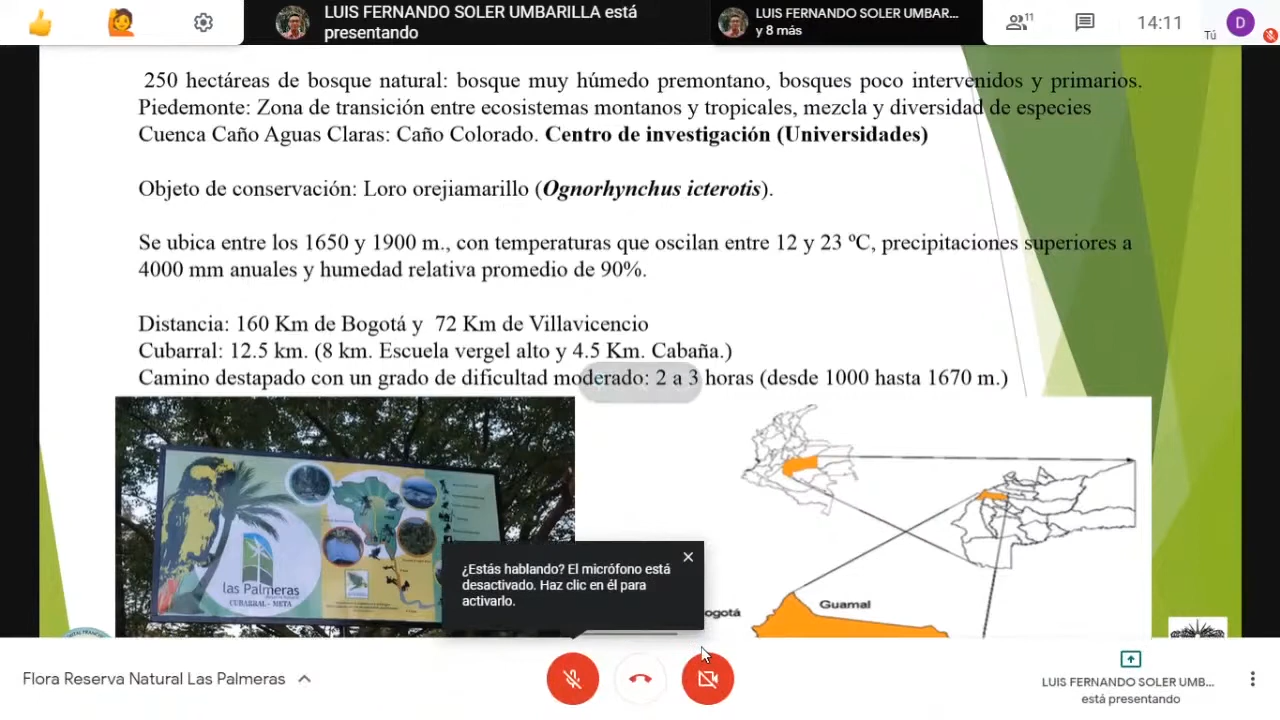 LUIS FERNANDO SOLER UMBARILLA está
presentando
LUIS FERNANDO SOLER UMBAR...
y 8 más
11
14:11
Tú
D
250 hectáreas de bosque natural: bosque muy húmedo premontano, bosques poco intervenidos y primarios.
Piedemonte: Zona de transición entre ecosistemas montanos y tropicales, mezcla y diversidad de especies
Cuenca Caño Aguas Claras: Caño Colorado. Centro de investigación (Universidades)
Objeto de conservación: Loro orejiamarillo (Ognorhynchus icterotis).
Se ubica entre los 1650 y 1900 m., con temperaturas que oscilan entre 12 y 23 ºC, precipitaciones superiores a
4000 mm anuales y humedad relativa promedio de 90%.
Distancia: 160 Km de Bogotá y 72 Km de Villavicencio
Cubarral: 12.5 km. (8 km. Escuela vergel alto y 4.5 Km. Cabaña.)
Camino destapado con un grado de dificultad moderado: 2 a 3 horas (desde 1000 hasta 1670 m.)
las Palmeras
CUBARRAL - META
¿Estás hablando? El micrófono está
desactivado. Haz clic en él para
activarlo.
ogotá
Guamal
Flora Reserva Natural Las Palmeras
LUIS FERNANDO SOLER UMB...
está presentando